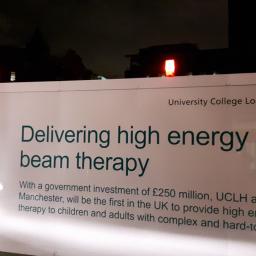 University College Lo
Delivering high energy
beam therapy
With a government investment of £250 million, UCLH a
Manchester, will be the first in the UK to provide high en
therapy to children and adults with complex and hard-to